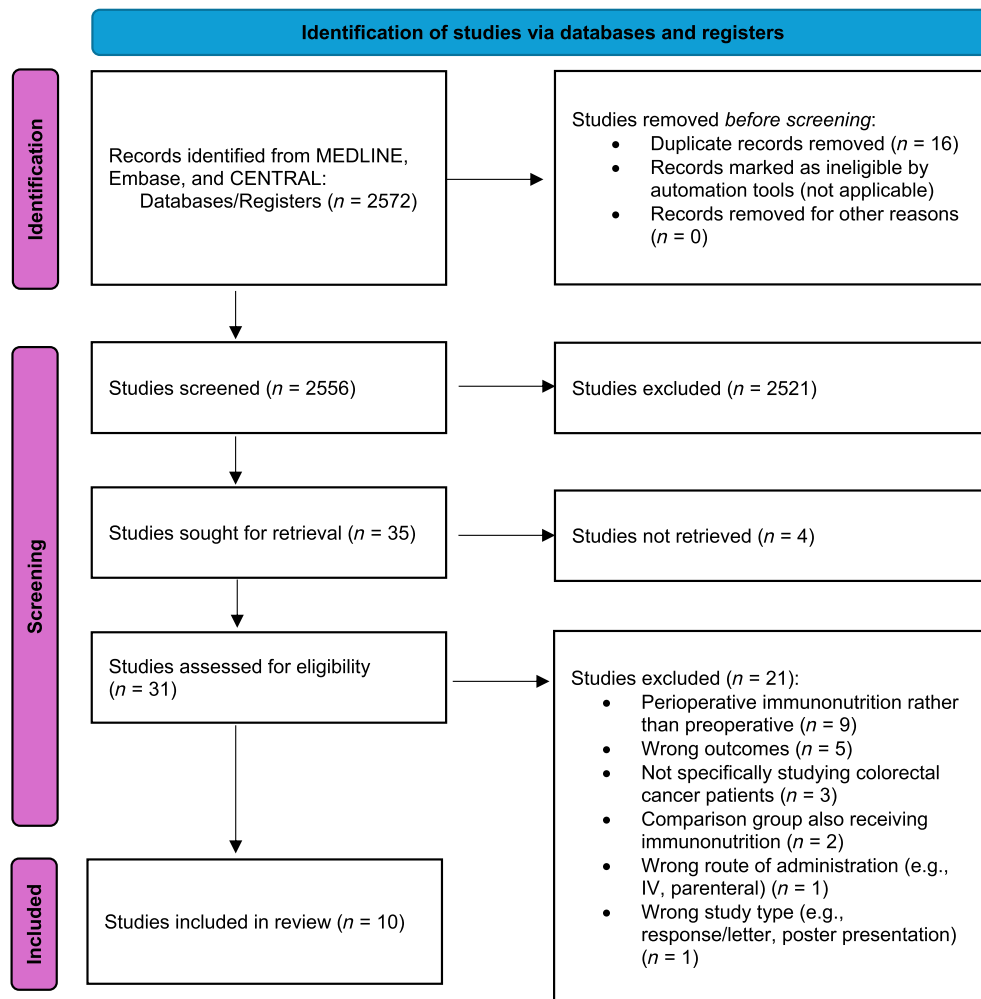 Identification of studies via databases and registers
Identification
Records identified from MEDLINE,
Embase, and CENTRAL:
Databases/Registers (n = 2572)
Studies removed before screening:
• Duplicate records removed (n = 16)
• Records marked as ineligible by
automation tools (not applicable)
• Records removed for other reasons
(n = 0)
Screening
Studies screened (n = 2556)
Studies excluded (n = 2521)
Studies sought for retrieval (n = 35)
Studies not retrieved (n = 4)
Studies assessed for eligibility
(n = 31)
Studies excluded (n = 21):
• Perioperative immunonutrition rather
than preoperative (n = 9)
• Wrong outcomes (n = 5)
• Not specifically studying colorectal
cancer patients (n = 3)
• Comparison group also receiving
immunonutrition (n = 2)
• Wrong route of administration (e.g.,
IV, parenteral) (n = 1)
• Wrong study type (e.g.,
response/letter, poster presentation)
(n = 1)
Included
Studies included in review (n = 10)